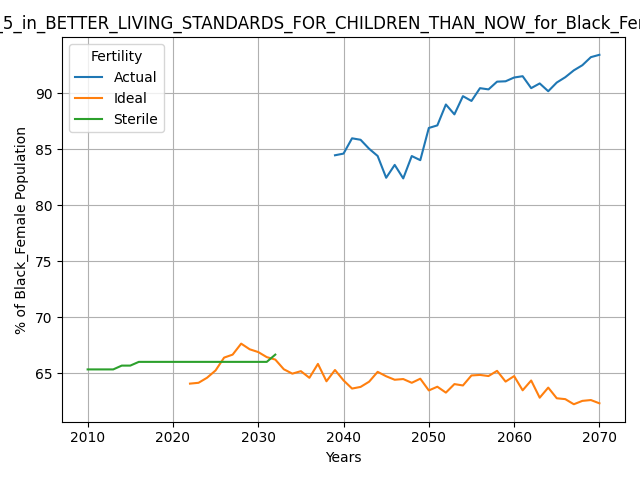 _5_in_BETTER_LIVING_STANDARDS_FOR_CHILDREN_THAN_NOW_for_Black_Fem
Fertility
Actual
Ideal
Sterile
% of Black_Female Population
90
85
80
75
70
65
2010 2020 2030 2040 2050 2060 2070
Years